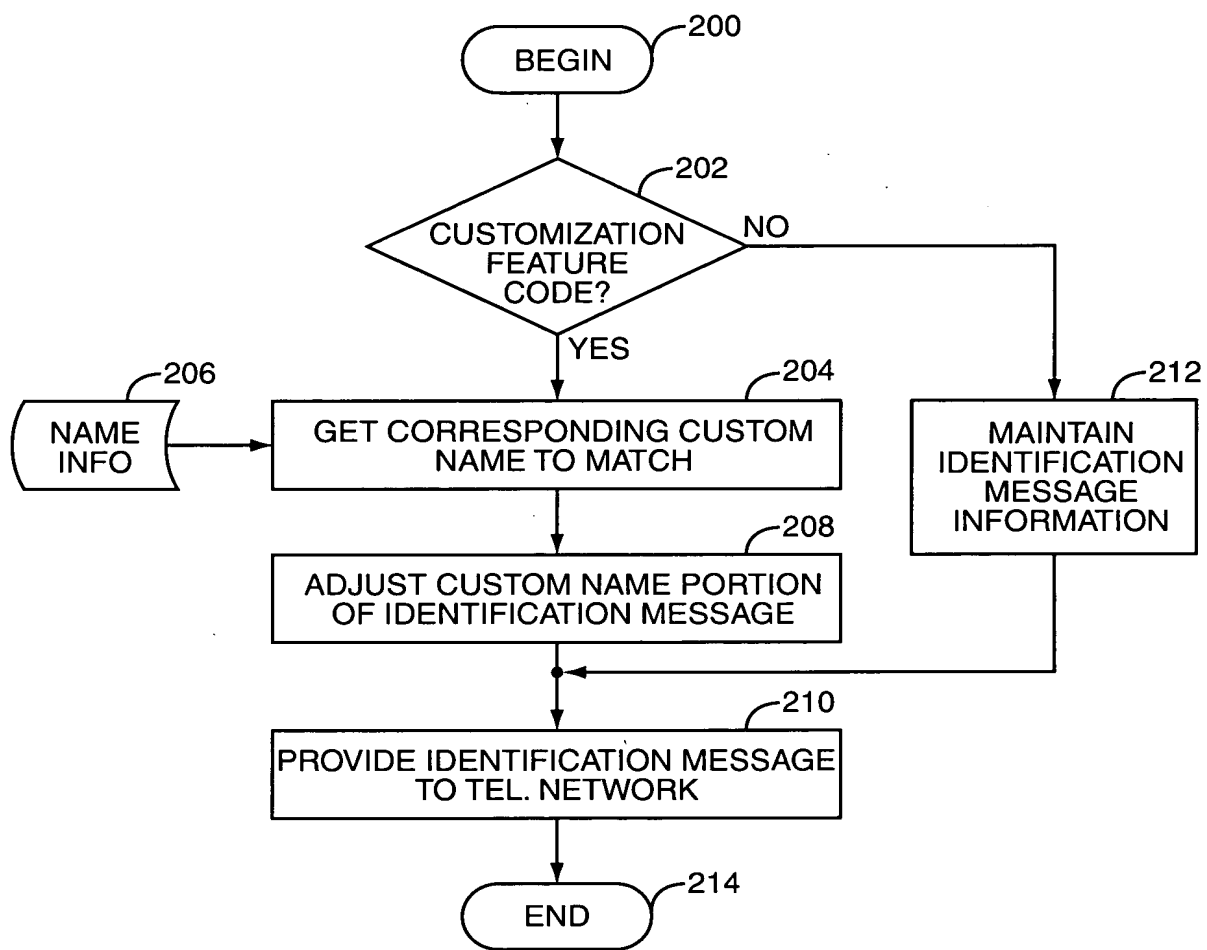 200
BEGIN
202
CUSTOMIZATION
FEATURE
CODE?
NO
YES
206
NAME
INFO
204
GET CORRESPONDING CUSTOM
NAME TO MATCH
212
MAINTAIN
IDENTIFICATION
MESSAGE
INFORMATION
208
ADJUST CUSTOM NAME PORTION
OF IDENTIFICATION MESSAGE
210
PROVIDE IDENTIFICATION MESSAGE
TO TEL. NETWORK
214
END